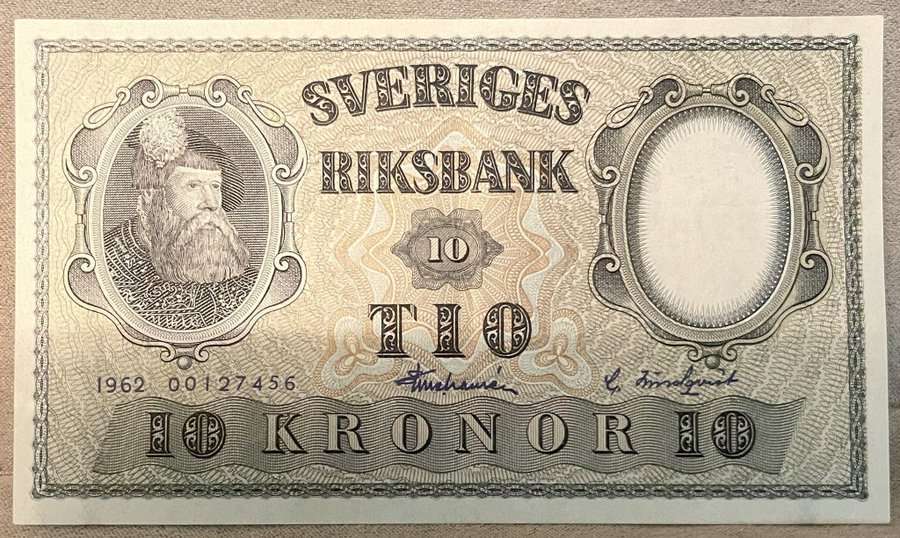 SVERIGES
RIKSBANK
10
TIO
1962 00127456
10 KRONOR 10